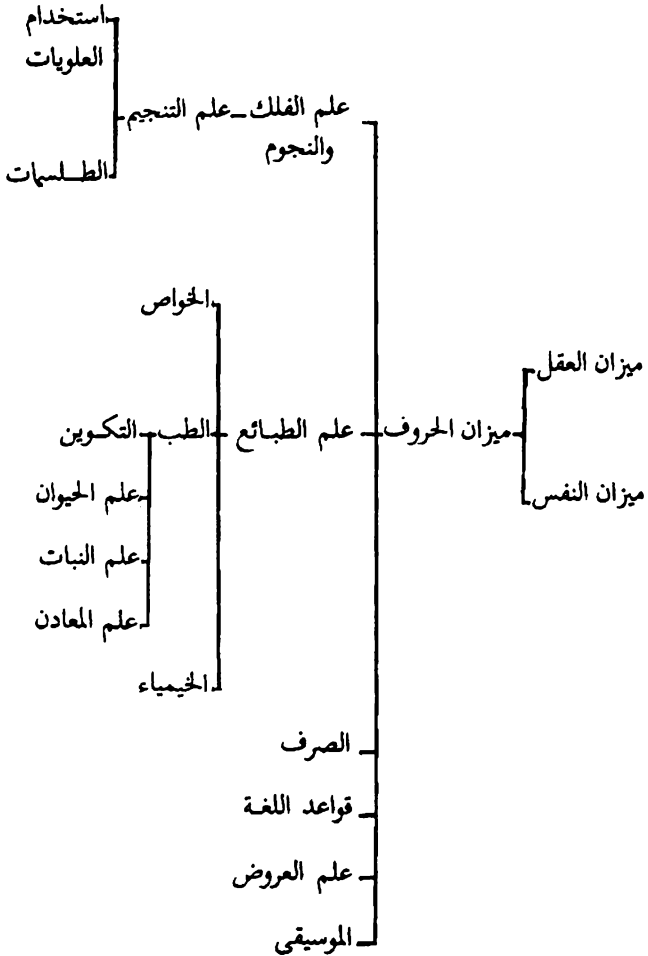 استخدام
العلويات
علم الفلك – علم التنجيم
والنجوم
الطلسمات
الخواص
ميزان العقل
ميزان الحروف علم الطبائع الطب التكوين
ميزان النفس
علم الحيوان
علم النبات
علم المعادن
الخيمياء
الصرف
قواعد اللغة
علم العروض
الموسيقى